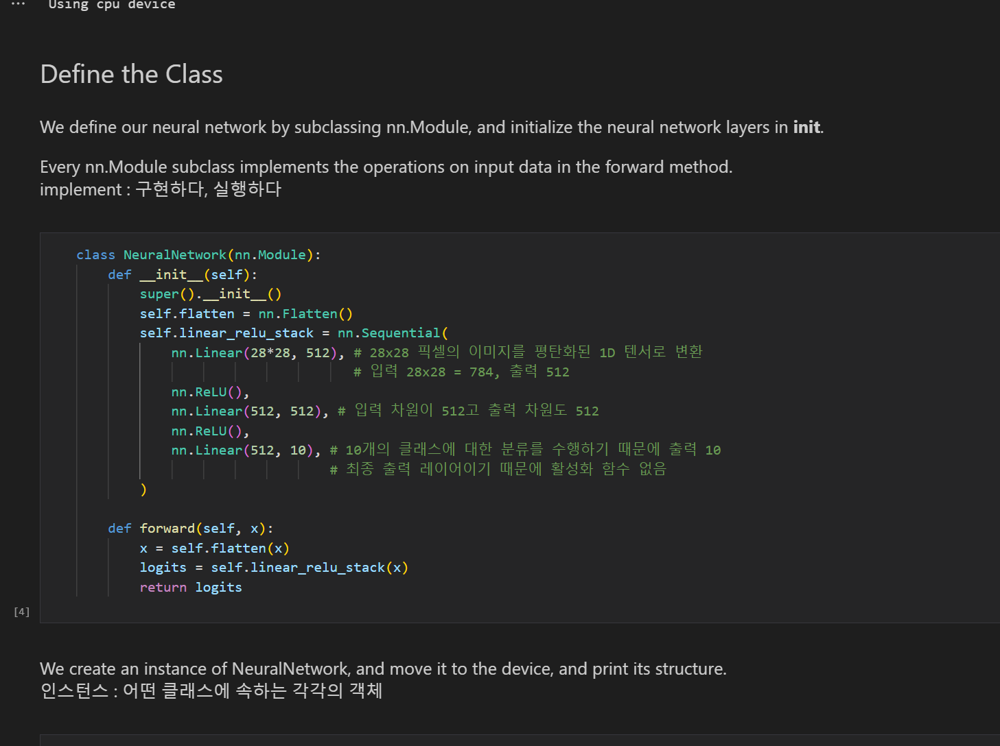 ... Using cpu device
Define the Class
We define our neural network by subclassing nn.Module, and initialize the neural network layers in init.
Every nn.Module subclass implements the operations on input data in the forward method.
implement : 구현하다, 실행하다
class NeuralNetwork(nn.Module):
def __init__(self):
super().__init__()
self.flatten = nn.Flatten()
self.linear_relu_stack = nn.Sequential(
nn.Linear(28*28, 512), # 28x28 픽셀의 이미지를 평탄화된 1D 텐서로 변환
# 입력 28x28 = 784, 출력 512
nn.ReLU(),
nn.Linear(512, 512), # 입력 차원이 512고 출력 차원도 512
nn.ReLU(),
nn.Linear(512, 10), # 10개의 클래스에 대한 분류를 수행하기 때문에 출력 10
# 최종 출력 레이어이기 때문에 활성화 함수 없음
)
def forward(self, x):
x = self.flatten(x)
logits = self.linear_relu_stack(x)
return logits
[4]
We create an instance of NeuralNetwork, and move it to the device, and print its structure.
인스턴스 : 어떤 클래스에 속하는 각각의 객체